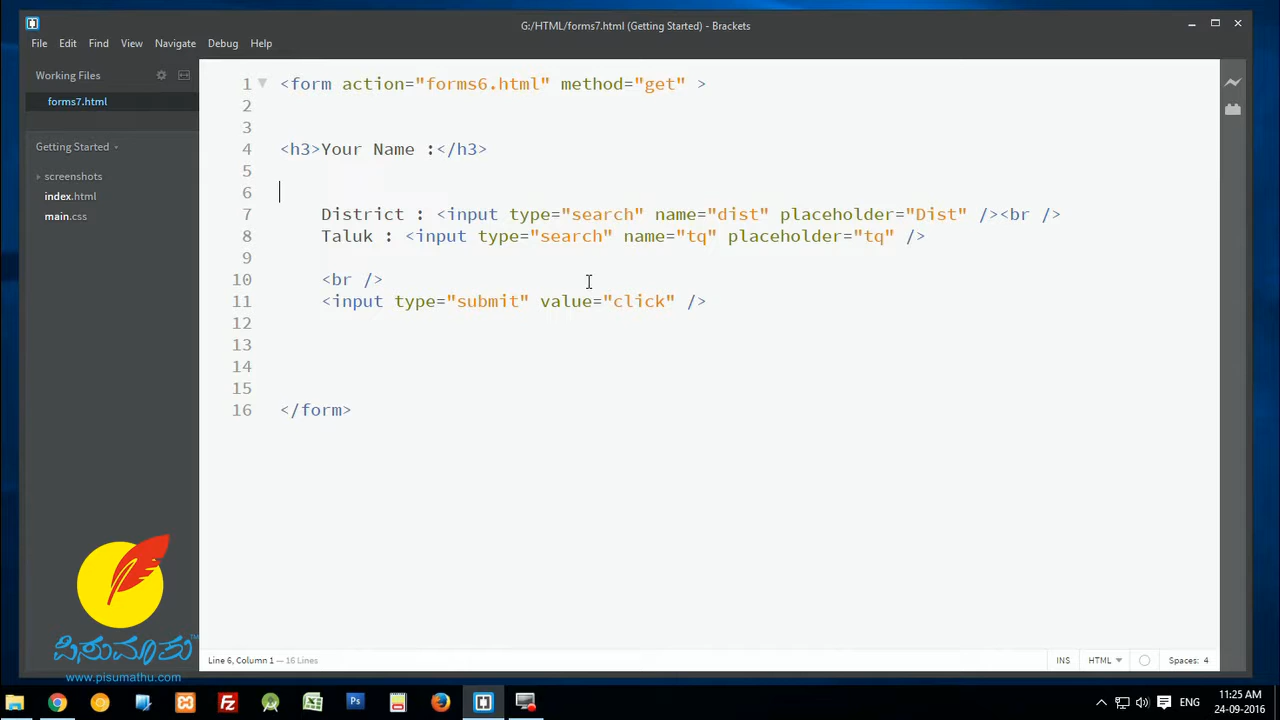 G:/HTML/forms7.html (Getting Started) - Brackets
File Edit Find View Navigate Debug Help
Working Files
forms7.html
Getting Started
screenshots
index.html
main.css
1 <form action="forms6.html" method="get" >
2
3
4 <h3>Your Name :</h3>
5
6
7 District : <input type="search" name="dist" placeholder="Dist" /><br />
8 Taluk : <input type="search" name="tq" placeholder="tq" />
9
10 <br />
11 <input type="submit" value="click" />
12
13
14
15
16 </form>
ಪಿಸುಮಾತು TM
www.pisumathu.com
Line 6, Column 1 — 16 Lines
INS HTML Spaces: 4
Fz Ps ENG
11:25 AM
24-09-2016